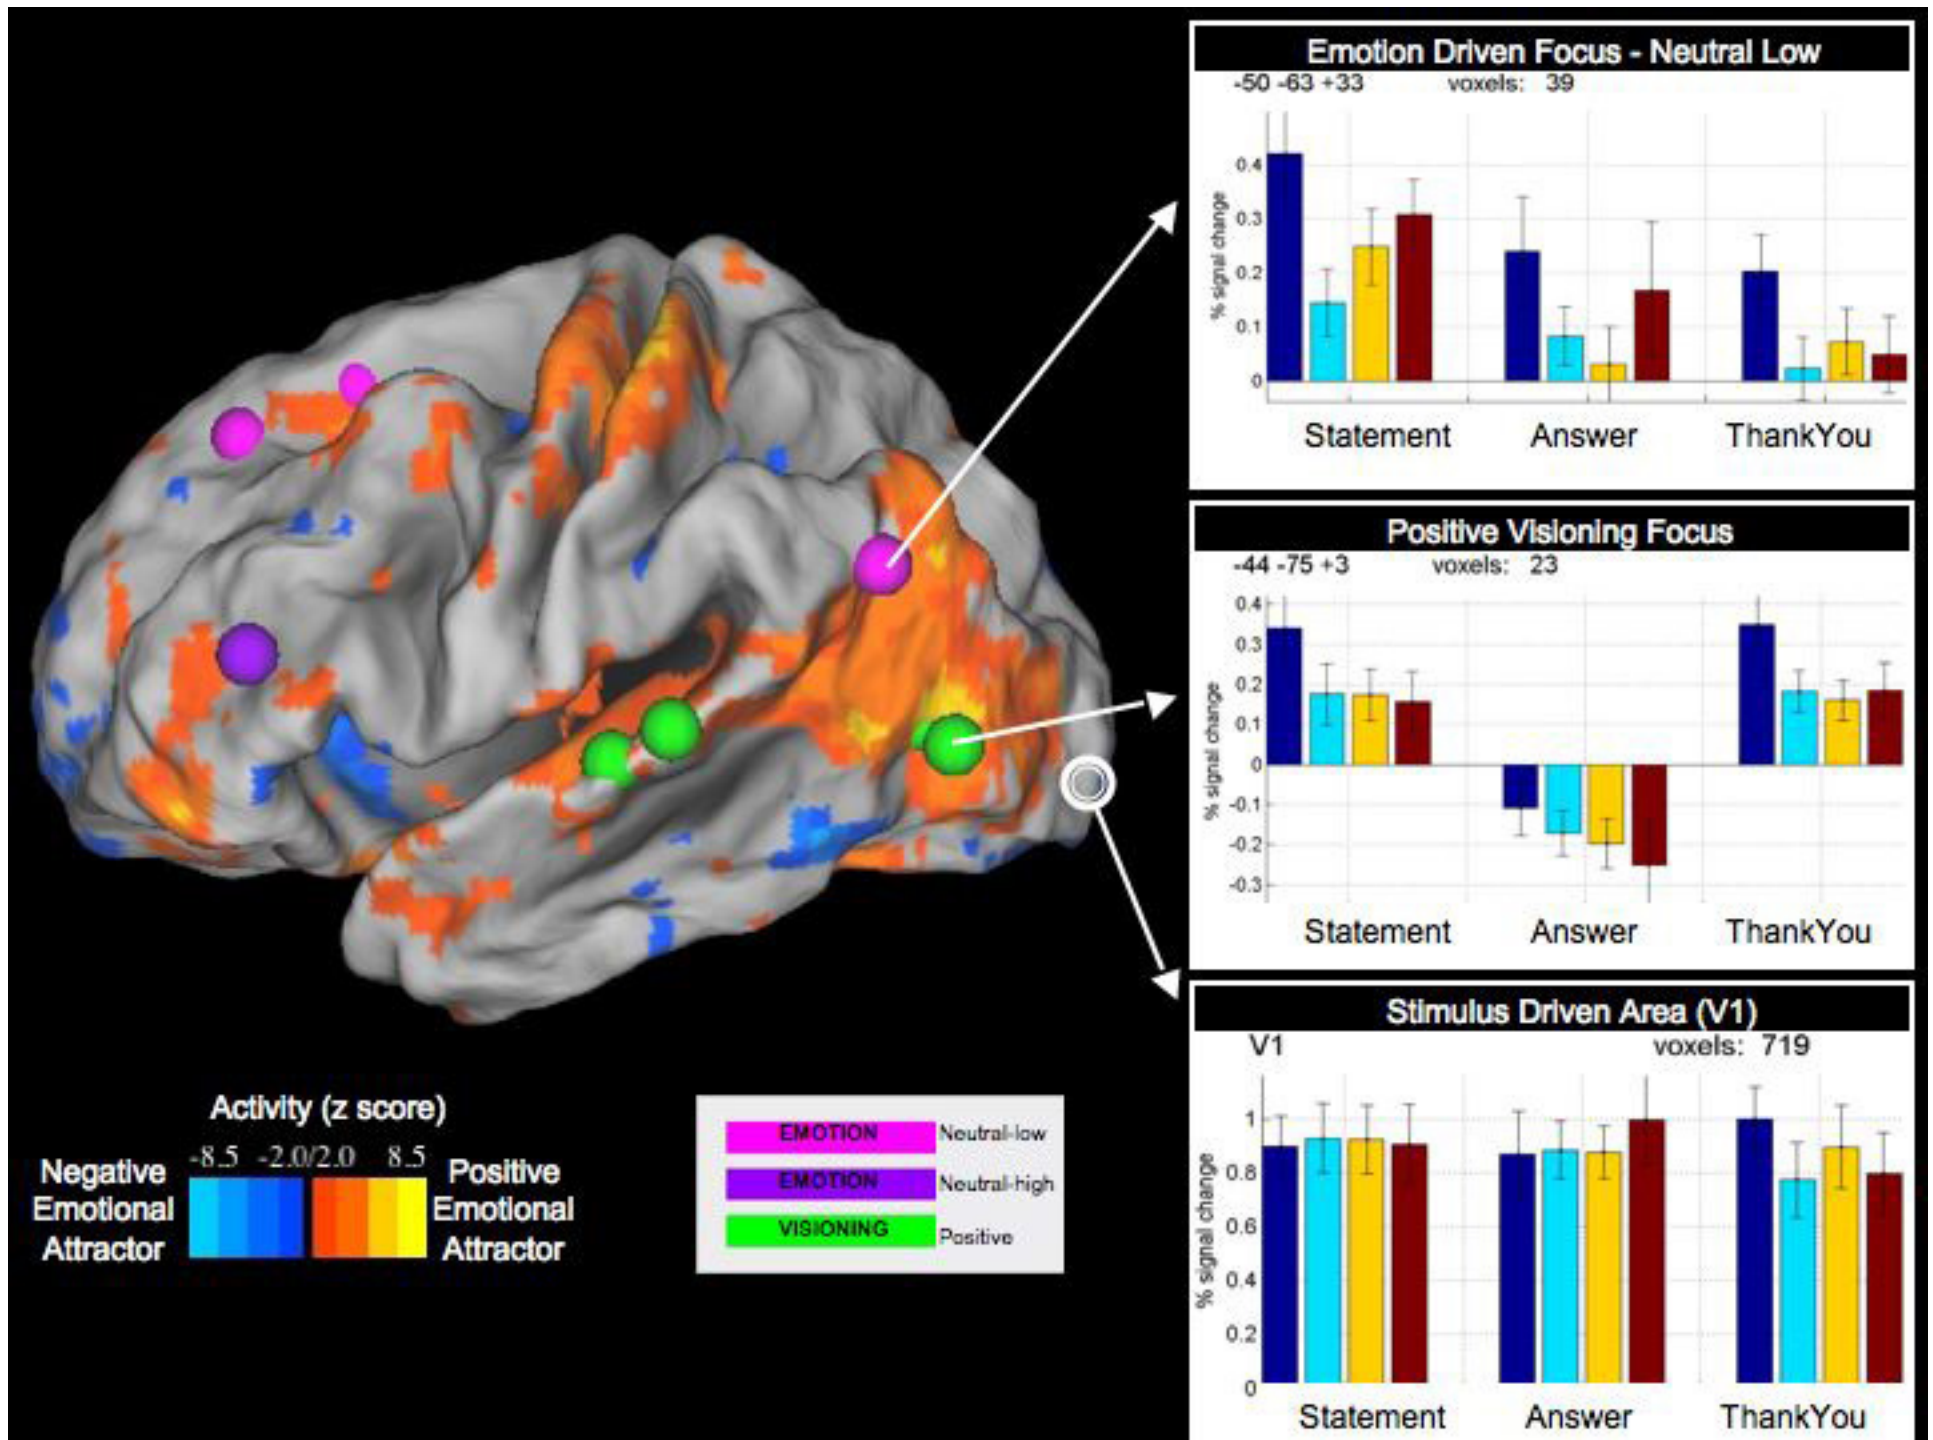 Emotion Driven Focus - Neutral Low
-50 -63 +33 voxels: 39
% signal change
0.4
0.3
0.2
0.1
0
Statement Answer ThankYou
Positive Visioning Focus
-44 -75 +3 voxels: 23
% signal change
0.4
0.3
0.2
0.1
0
-0.1
-0.2
-0.3
Statement Answer ThankYou
Stimulus Driven Area (V1)
V1 voxels: 719
% signal change
1
0.8
0.6
0.4
0.2
0
Statement Answer ThankYou
Activity (z score)
-8.5 -2.0/2.0 8.5
Negative
Emotional
Attractor
Positive
Emotional
Attractor
EMOTION Neutral-low
EMOTION Neutral-high
VISIONING Positive